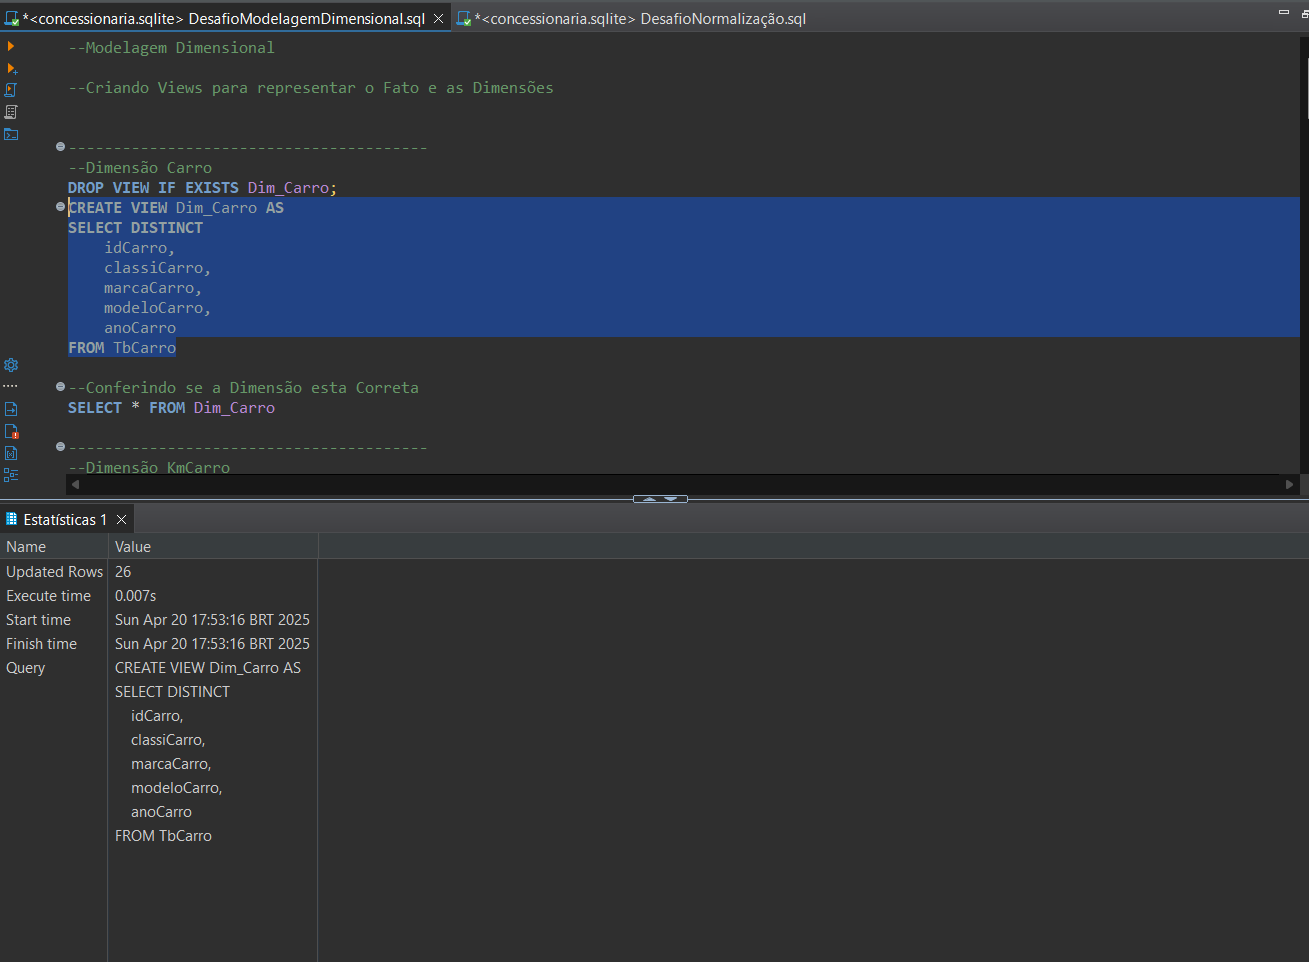 *<concessionaria.sqlite> DesafioModelagemDimensional.sql
*<concessionaria.sqlite> DesafioNormalização.sql
--Modelagem Dimensional
--Criando Views para representar o Fato e as Dimensões
----------------------------------------
--Dimensão Carro
DROP VIEW IF EXISTS Dim_Carro;
CREATE VIEW Dim_Carro AS
SELECT DISTINCT
idCarro,
classiCarro,
marcaCarro,
modeloCarro,
anoCarro
FROM TbCarro
--Conferindo se a Dimensão esta Correta
SELECT * FROM Dim_Carro
----------------------------------------
--Dimensão KmCarro
Estatísticas 1
Name Value
Updated Rows 26
Execute time 0.007s
Start time Sun Apr 20 17:53:16 BRT 2025
Finish time Sun Apr 20 17:53:16 BRT 2025
Query CREATE VIEW Dim_Carro AS
SELECT DISTINCT
idCarro,
classiCarro,
marcaCarro,
modeloCarro,
anoCarro
FROM TbCarro